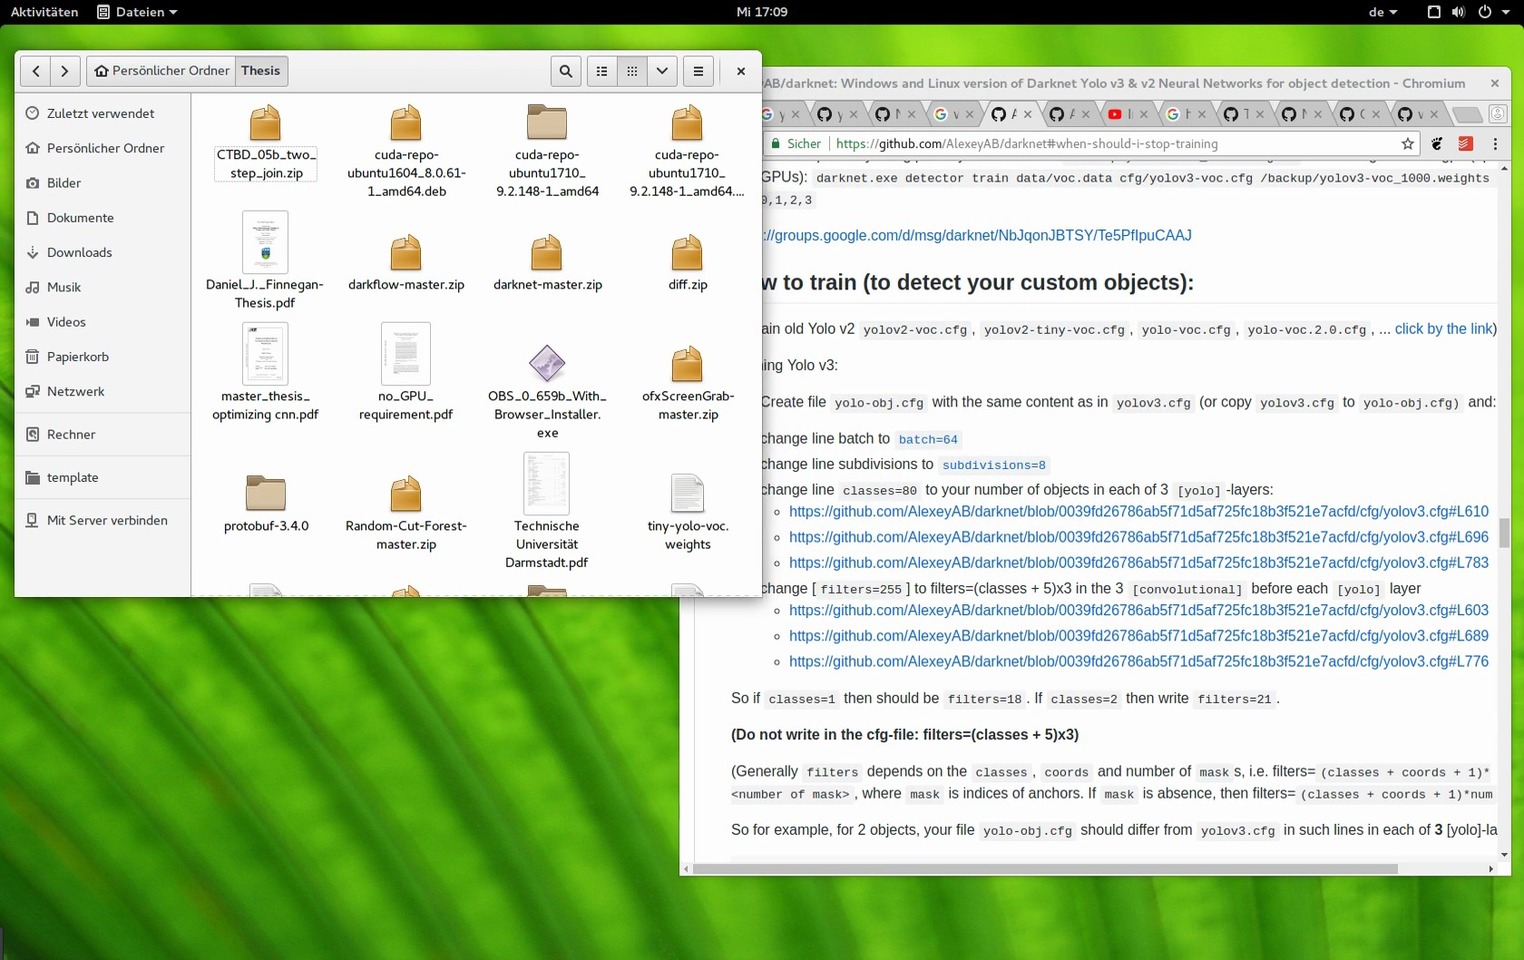 Aktivitäten
Dateien
Mi 17:09
de
Persönlicher Ordner
Thesis
Zuletzt verwendet
Persönlicher Ordner
Bilder
Dokumente
Downloads
Musik
Videos
Papierkorb
Netzwerk
Rechner
template
Mit Server verbinden
CTBD_05b_two_
step_join.zip
cuda-repo-
ubuntu1604_8.0.61-
1_amd64.deb
cuda-repo-
ubuntu1710_
9.2.148-1_amd64
cuda-repo-
ubuntu1710_
9.2.148-1_amd64....
Daniel_J._Finnegan-
Thesis.pdf
darkflow-master.zip
darknet-master.zip
diff.zip
master_thesis_
optimizing cnn.pdf
no_GPU_
requirement.pdf
OBS_0_659b_With_
Browser_Installer.
exe
ofxScreenGrab-
master.zip
protobuf-3.4.0
Random-Cut-Forest-
master.zip
Technische
Universität
Darmstadt.pdf
tiny-yolo-voc.
weights
AB/darknet: Windows and Linux version of Darknet Yolo v3 & v2 Neural Networks for object detection - Chromium
Sicher
https://github.com/AlexeyAB/darknet#when-should-i-stop-training
GPUs): darknet.exe detector train data/voc.data cfg/yolov3-voc.cfg /backup/yolov3-voc_1000.weights
0,1,2,3
://groups.google.com/d/msg/darknet/NbJqonJBTSY/Te5PfIpuCAAJ
w to train (to detect your custom objects):
ain old Yolo v2 yolov2-voc.cfg, yolov2-tiny-voc.cfg, yolo-voc.cfg, yolo-voc.2.0.cfg, ... click by the link)
ing Yolo v3:
Create file yolo-obj.cfg with the same content as in yolov3.cfg (or copy yolov3.cfg to yolo-obj.cfg) and:
change line batch to batch=64
change line subdivisions to subdivisions=8
change line classes=80 to your number of objects in each of 3 [yolo]-layers:
https://github.com/AlexeyAB/darknet/blob/0039fd26786ab5f71d5af725fc18b3f521e7acfd/cfg/yolov3.cfg#L610
https://github.com/AlexeyAB/darknet/blob/0039fd26786ab5f71d5af725fc18b3f521e7acfd/cfg/yolov3.cfg#L696
https://github.com/AlexeyAB/darknet/blob/0039fd26786ab5f71d5af725fc18b3f521e7acfd/cfg/yolov3.cfg#L783
change [filters=255] to filters=(classes + 5)x3 in the 3 [convolutional] before each [yolo] layer
https://github.com/AlexeyAB/darknet/blob/0039fd26786ab5f71d5af725fc18b3f521e7acfd/cfg/yolov3.cfg#L603
https://github.com/AlexeyAB/darknet/blob/0039fd26786ab5f71d5af725fc18b3f521e7acfd/cfg/yolov3.cfg#L689
https://github.com/AlexeyAB/darknet/blob/0039fd26786ab5f71d5af725fc18b3f521e7acfd/cfg/yolov3.cfg#L776
So if classes=1 then should be filters=18. If classes=2 then write filters=21.
(Do not write in the cfg-file: filters=(classes + 5)x3)
(Generally filters depends on the classes, coords and number of masks, i.e. filters=(classes + coords + 1)*
<number of mask>, where mask is indices of anchors. If mask is absence, then filters=(classes + coords + 1)*num
So for example, for 2 objects, your file yolo-obj.cfg should differ from yolov3.cfg in such lines in each of 3 [yolo]-la